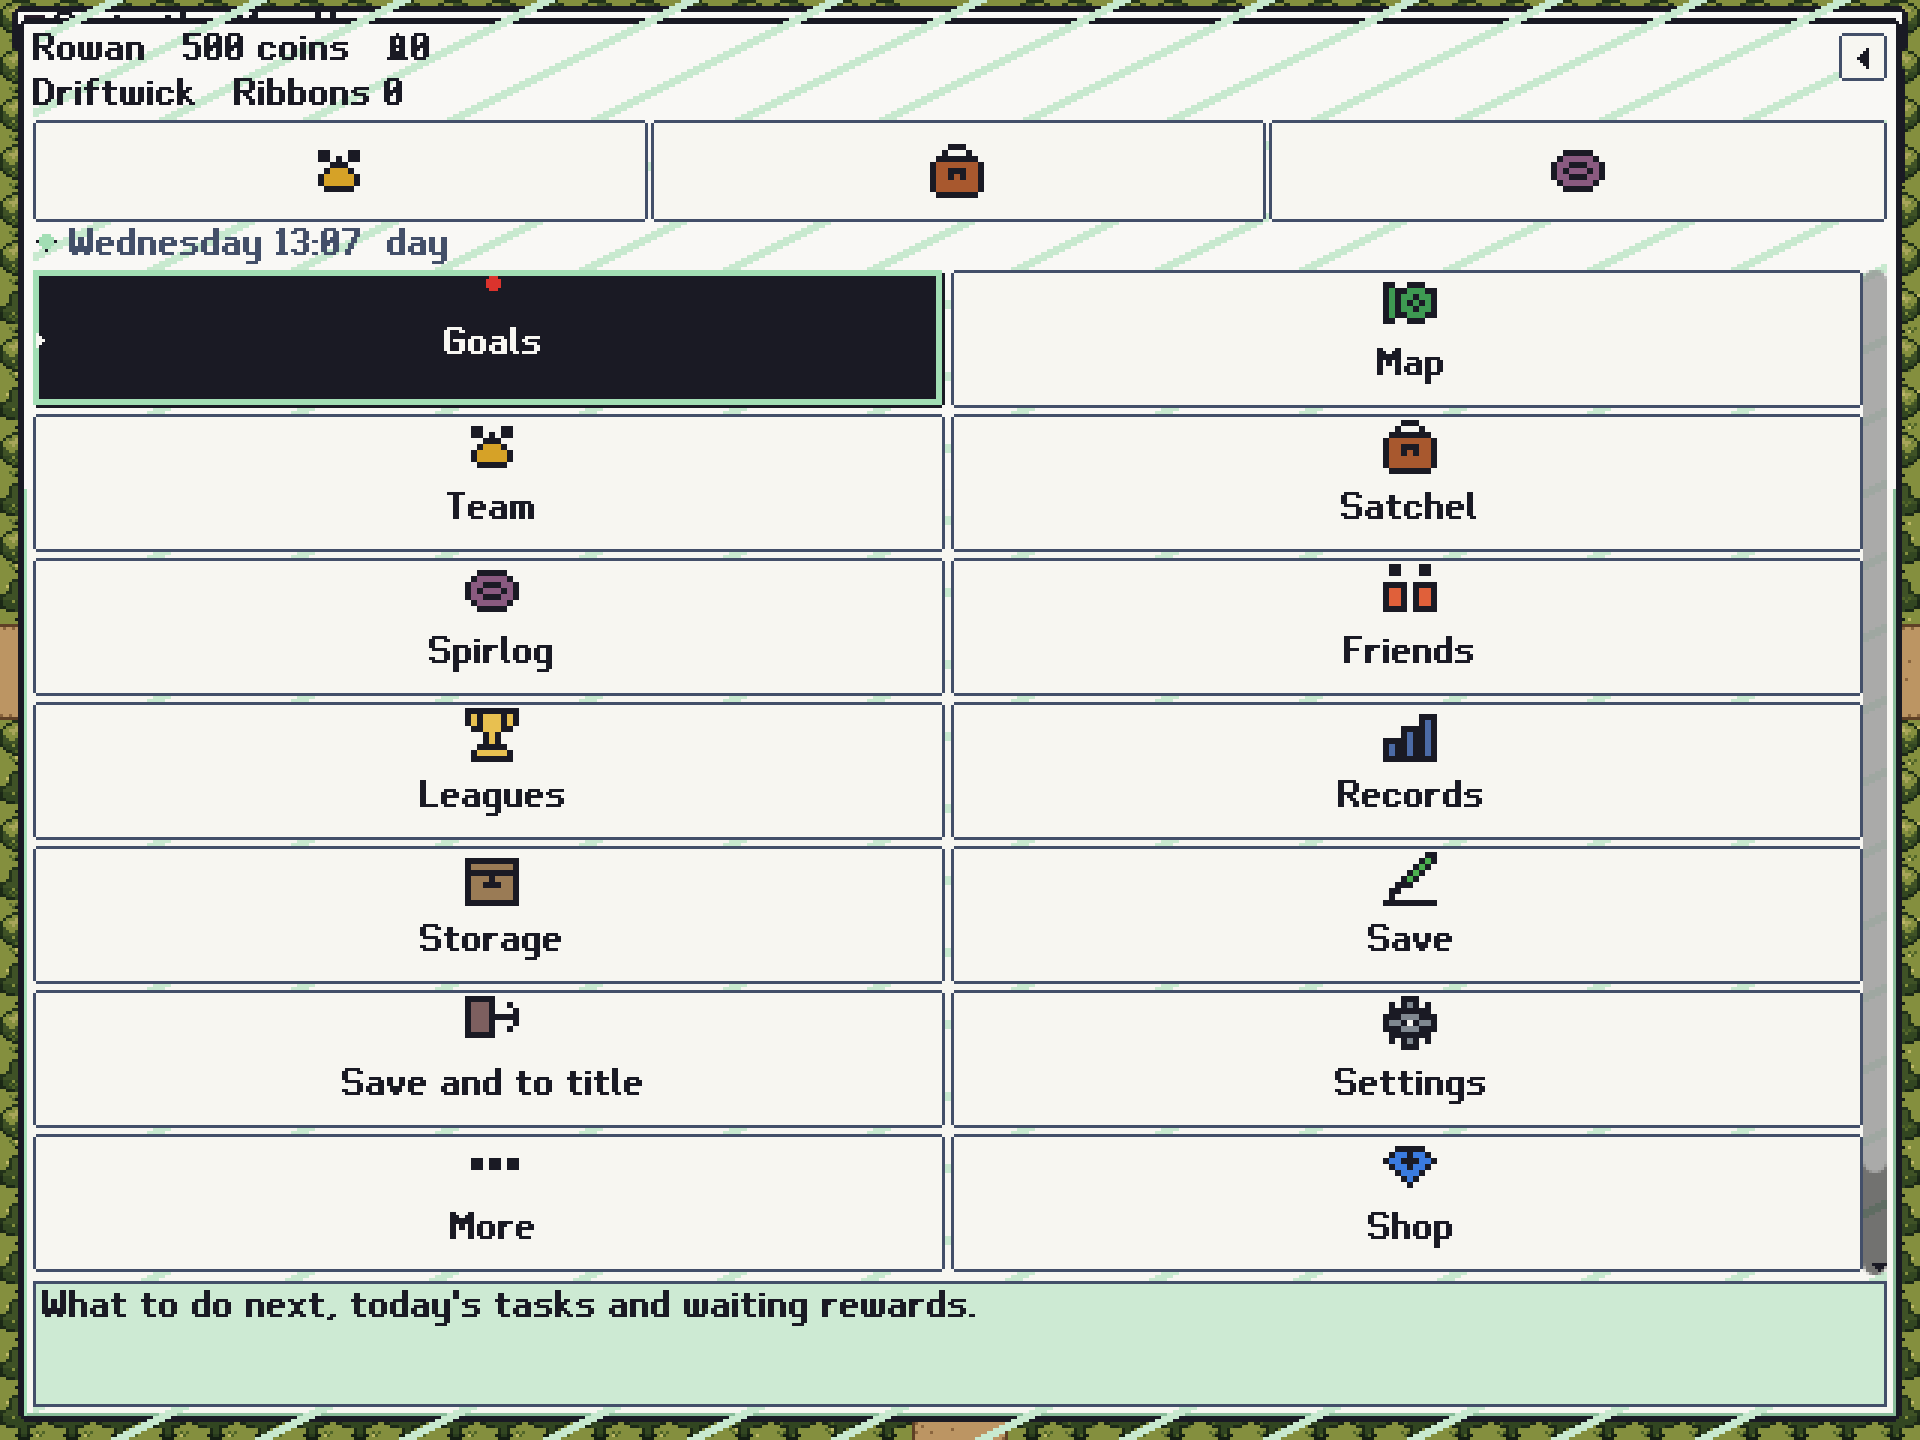 Rowan 500 coins 0
Driftwick Ribbons 0
Wednesday 13:07 day
Goals
Map
Team
Satchel
Spirlog
Friends
Leagues
Records
Storage
Save
Save and to title
Settings
More
Shop
What to do next, today's tasks and waiting rewards.